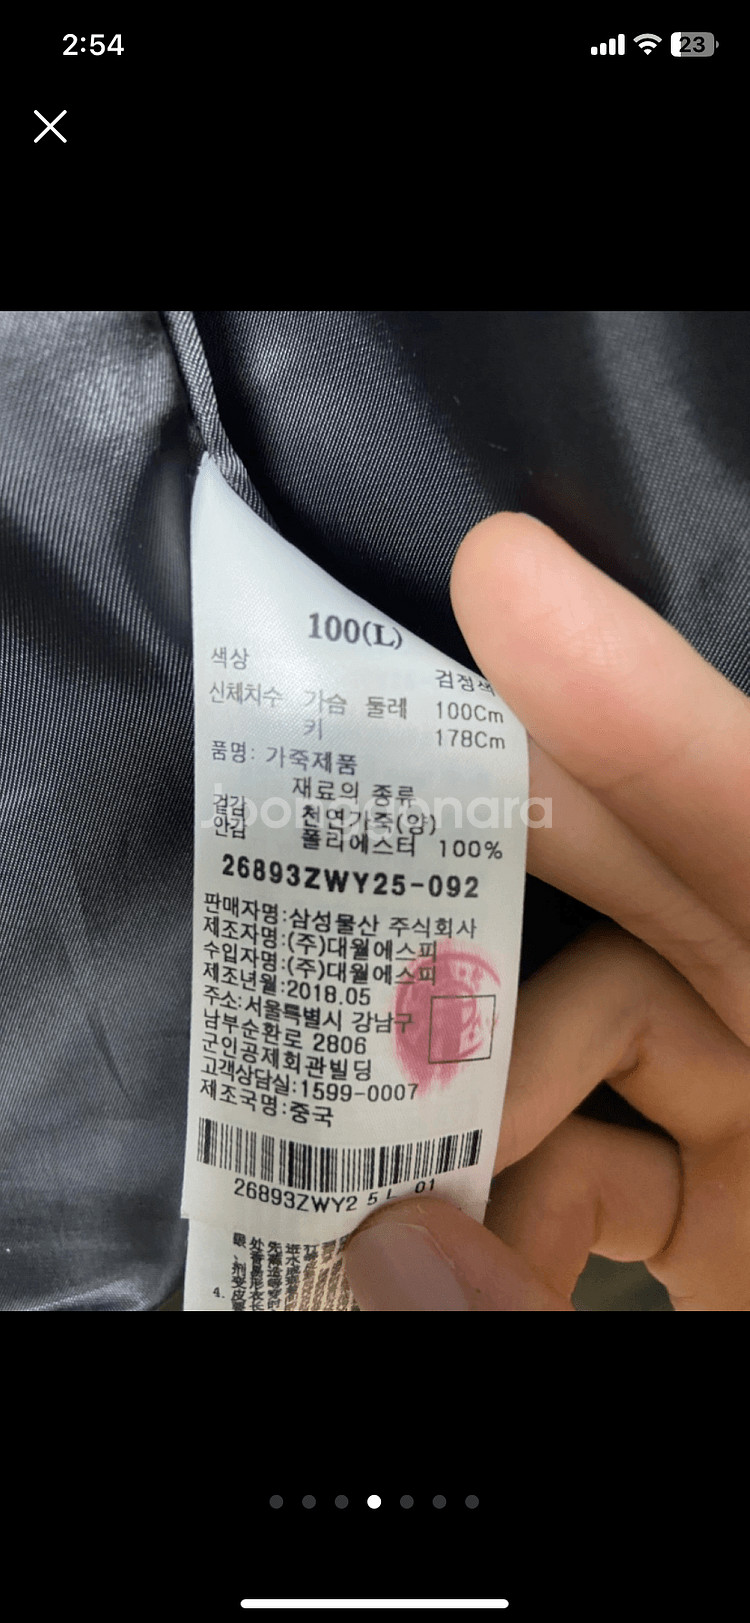 2:54
23
100(L)
색상 검정색
신체치수 가슴 둘레 100Cm
키 178Cm
품명: 가죽제품
재료의 종류
겉감 천연가죽(양)
안감 폴리에스터 100%
Joonggonara
26893ZWY25-092
판매자명:삼성물산 주식회사
제조자명:(주)대월에스피
수입자명:(주)대월에스피
제조년월:2018.05
주소:서울특별시 강남구
남부순환로 2806
군인공제회관빌딩
고객상담실:1599-0007
제조국명:중국
26893ZWY2 5 L 01
4.